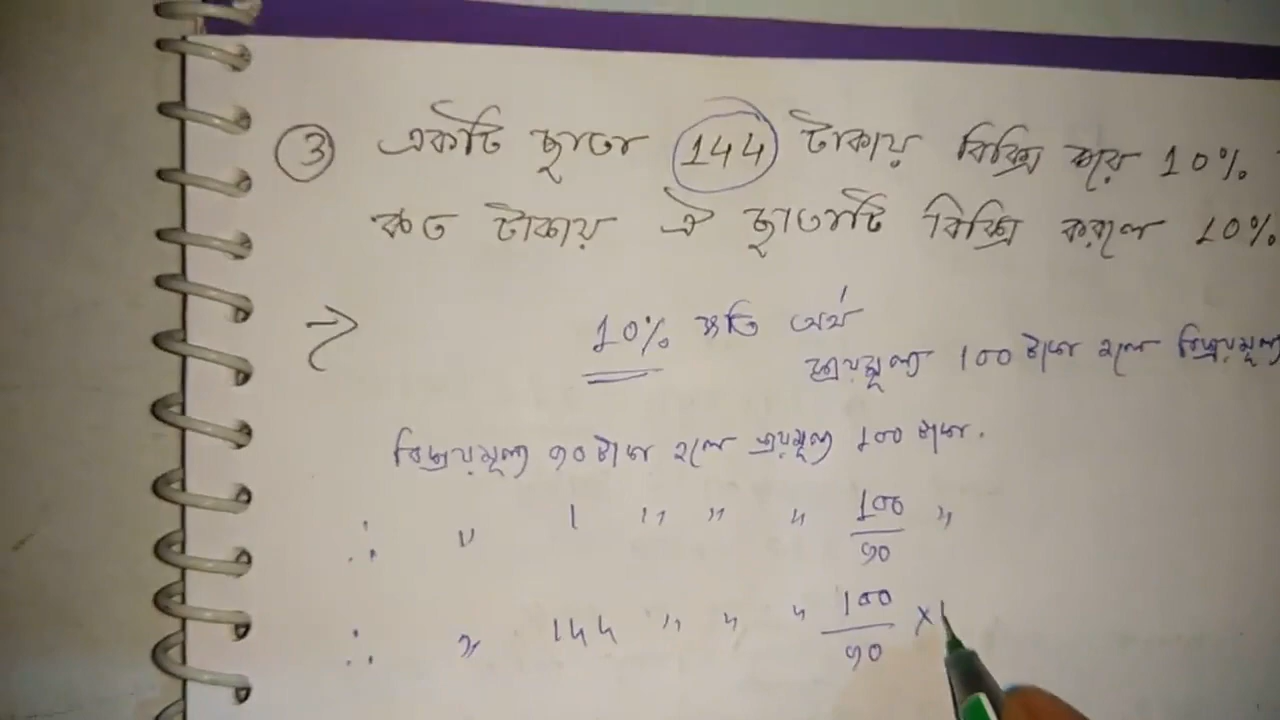 ③ একটি ছাতা 144 টাকায় বিক্রি করে 10%
কত টাকায় ঐ ছাতাটি বিক্রি করলে 10%
=> 10% ক্ষতি অর্থ
ক্রয়মূল্য 100 টাকা হলে বিক্রয়মূল্য
বিক্রয়মূল্য 90 টাকা হলে ক্রয়মূল্য 100 টাকা.
∴ " 1 " " " 100/90 "
∴ " 144 " " " 100/90 × 1